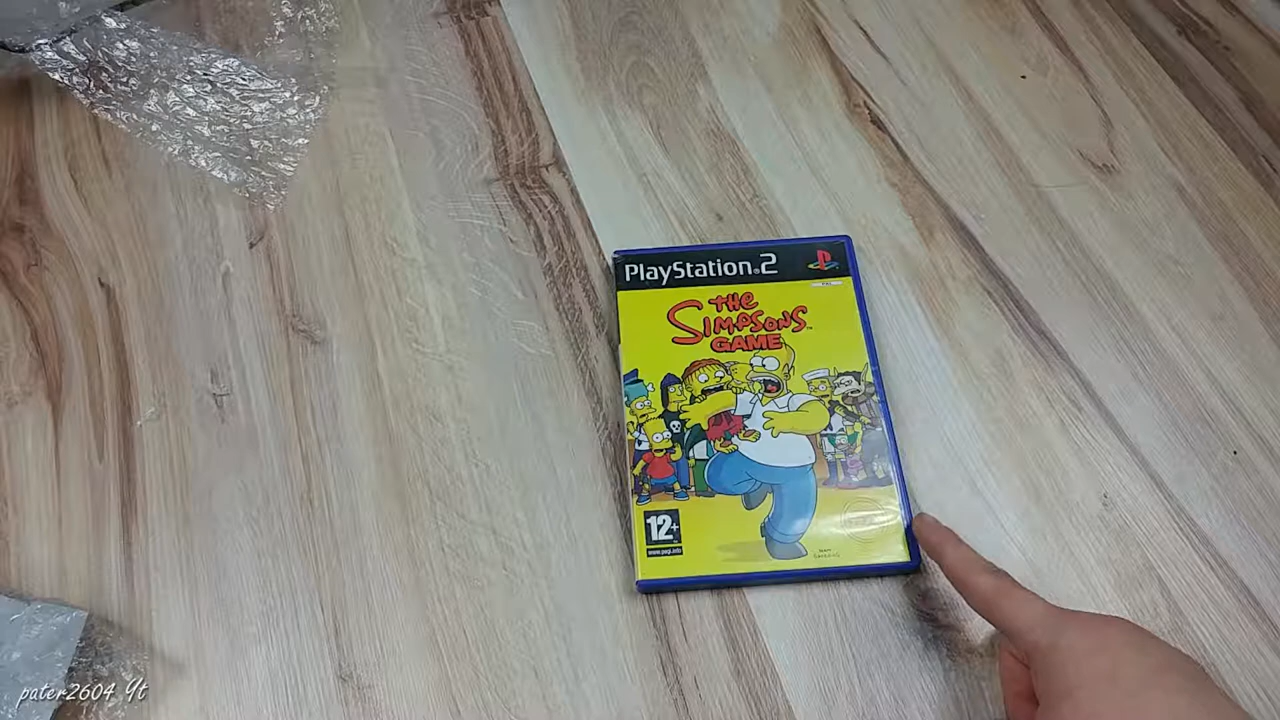 PlayStation.2
THE
SIMPSONS
GAME
12+
www.pegi.info
pater2604 Yt